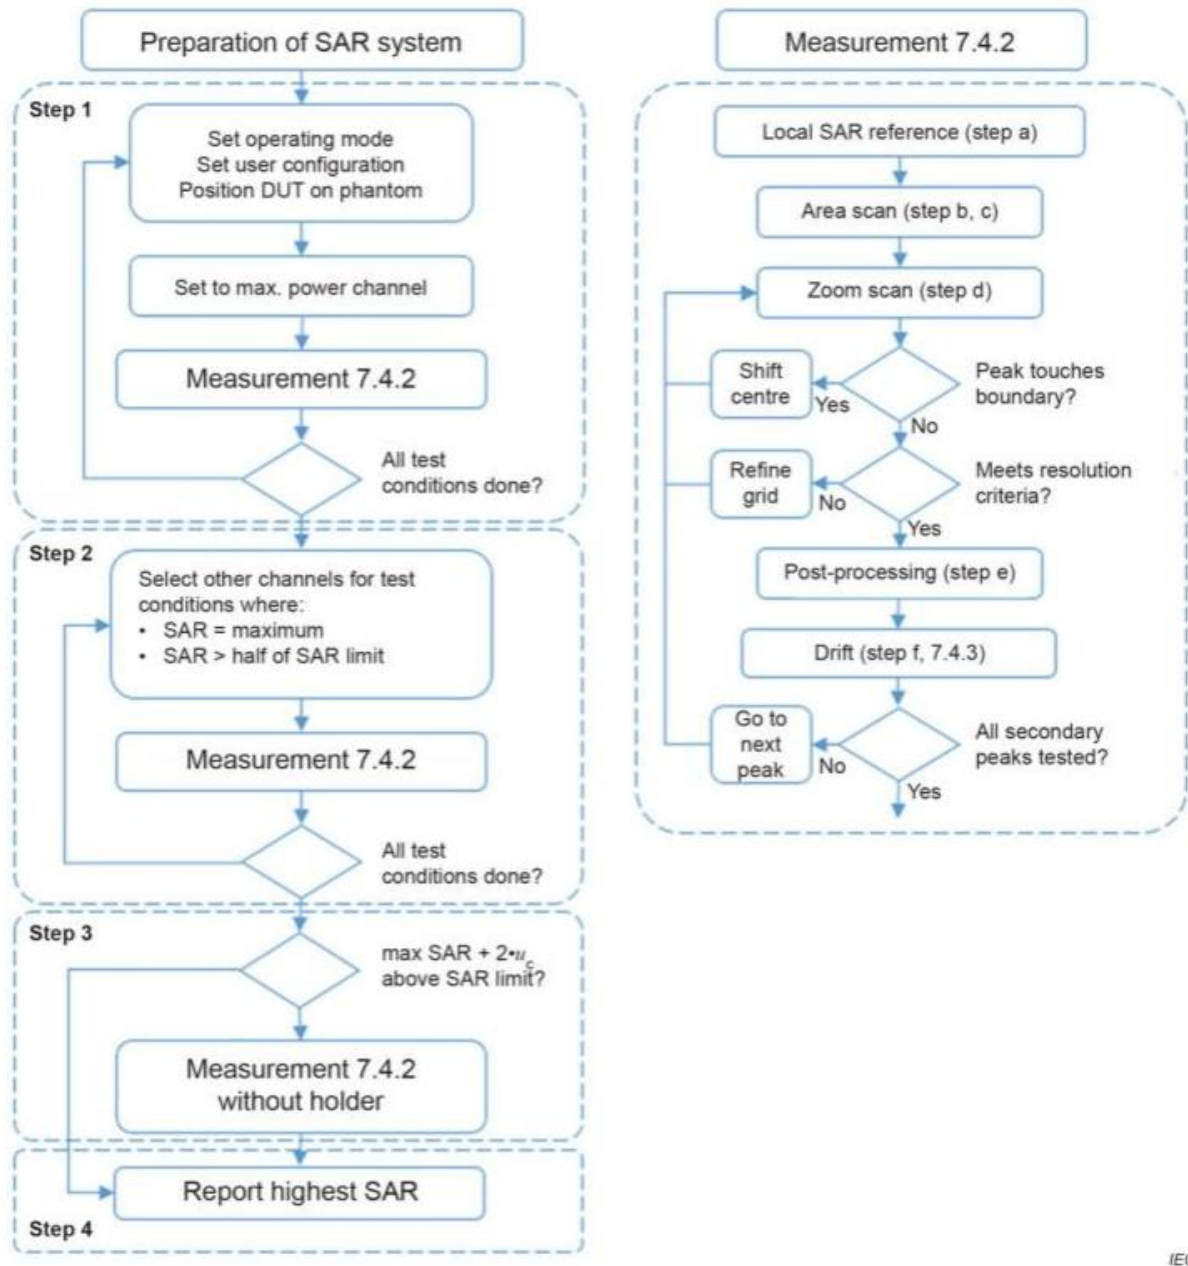 Preparation of SAR system
Step 1
Set operating mode
Set user configuration
Position DUT on phantom
Set to max. power channel
Measurement 7.4.2
All test
conditions done?
Step 2
Select other channels for test
conditions where:
• SAR = maximum
• SAR > half of SAR limit
Measurement 7.4.2
All test
conditions done?
Step 3
max SAR + 2•u_c
above SAR limit?
Measurement 7.4.2
without holder
Report highest SAR
Step 4
Measurement 7.4.2
Local SAR reference (step a)
Area scan (step b, c)
Zoom scan (step d)
Shift
centre
Yes
Peak touches
boundary?
No
Refine
grid
No
Meets resolution
criteria?
Yes
Post-processing (step e)
Drift (step f, 7.4.3)
Go to
next
peak
No
All secondary
peaks tested?
Yes